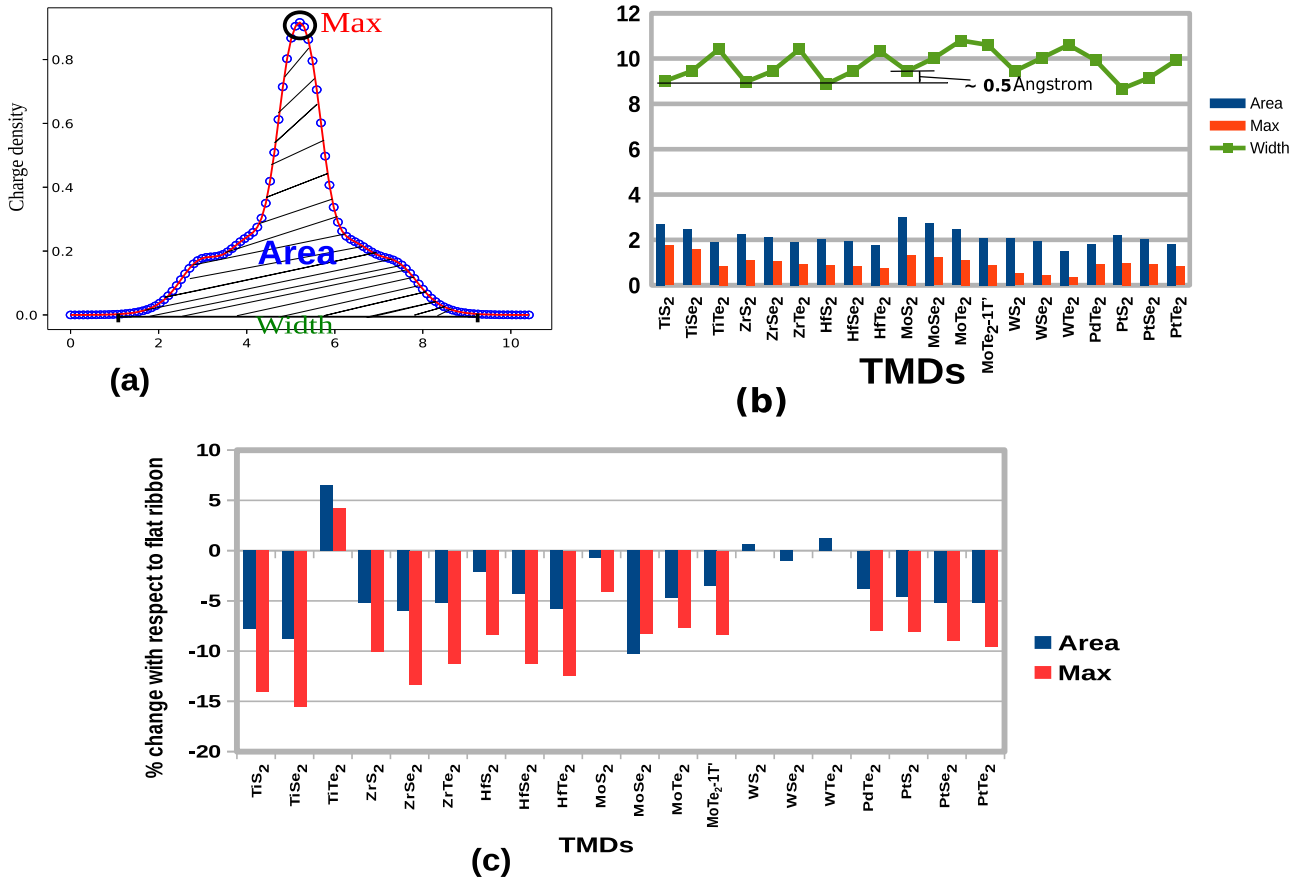 Max
0.8
0.6
0.4
0.2
0.0
Charge density
Area
Width
0 2 4 6 8 10
(a)
12
10
8
6
4
2
0
~ 0.5Angstrom
Area
Max
Width
TiS2 TiSe2 TiTe2 ZrS2 ZrSe2 ZrTe2 HfS2 HfSe2 HfTe2 MoS2 MoSe2 MoTe2 MoTe2-1T' WS2 WSe2 WTe2 PdTe2 PtS2 PtSe2 PtTe2
TMDs
(b)
10
5
0
-5
-10
-15
-20
% change with respect to flat ribbon
Area
Max
TiS2 TiSe2 TiTe2 ZrS2 ZrSe2 ZrTe2 HfS2 HfSe2 HfTe2 MoS2 MoSe2 MoTe2 MoTe2-1T' WS2 WSe2 WTe2 PdTe2 PtS2 PtSe2 PtTe2
TMDs
(c)